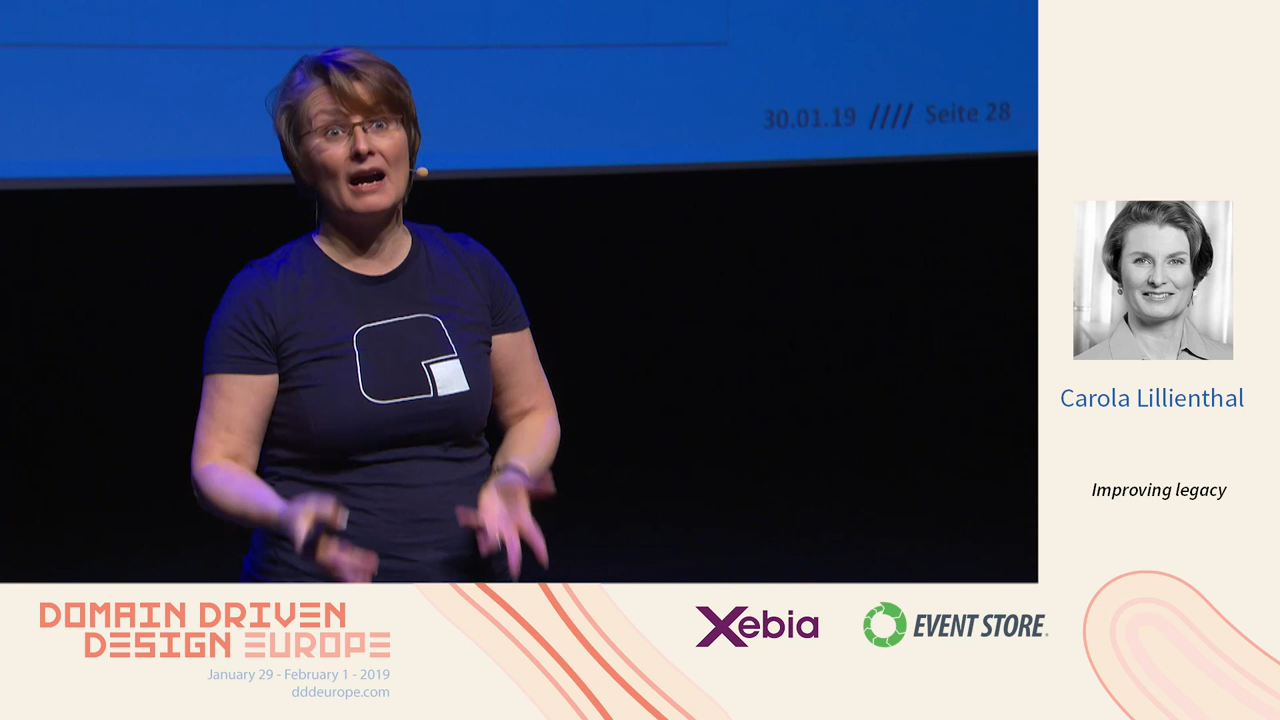 30.01.19 //// Seite 28
Carola Lillienthal
Improving legacy
DOMAIN DRIVEN
DESIGN EUROPE
January 29 - February 1 - 2019
dddeurope.com
Xebia
EVENT STORE.